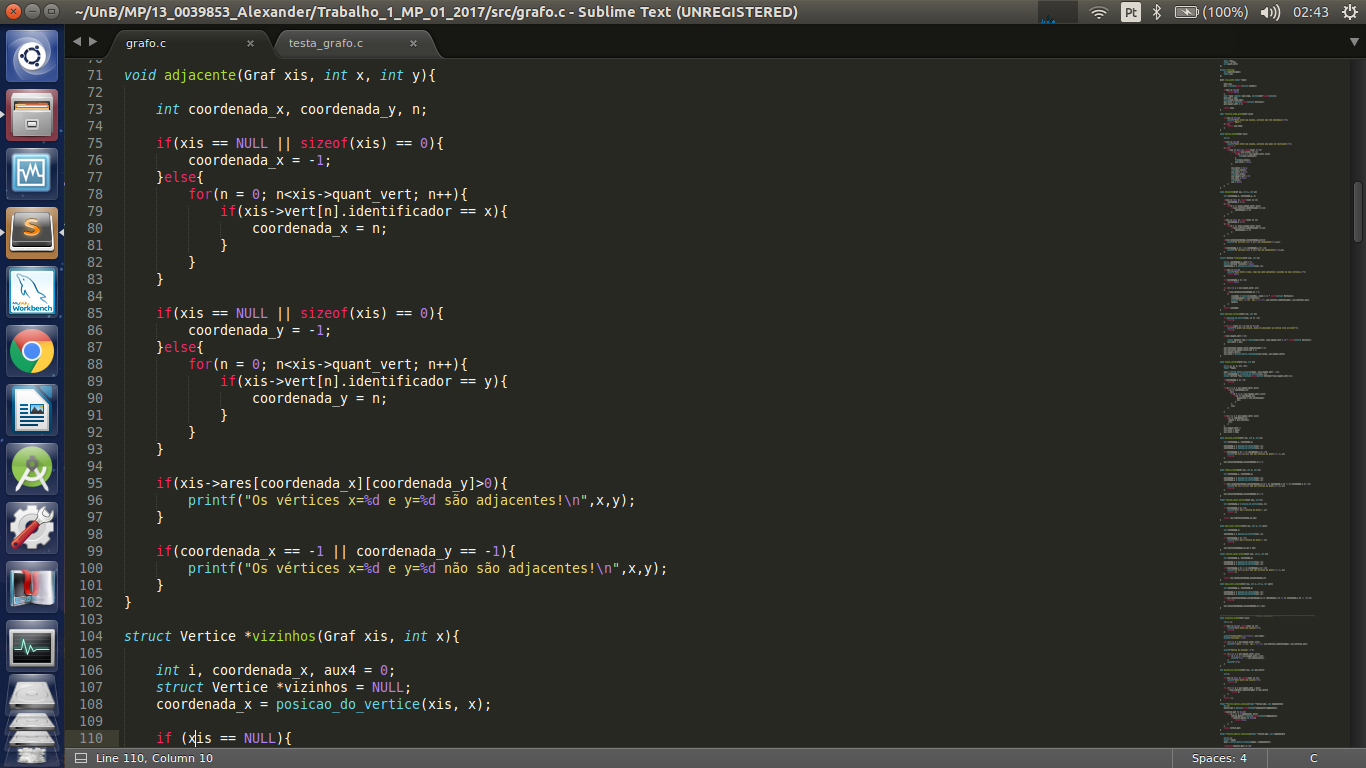 ~/UnB/MP/13_0039853_Alexander/Trabalho_1_MP_01_2017/src/grafo.c - Sublime Text (UNREGISTERED)
Pt (100%) 02:43
grafo.c × testa_grafo.c ×
70
71 void adjacente(Graf xis, int x, int y){
72
73 int coordenada_x, coordenada_y, n;
74
75 if(xis == NULL || sizeof(xis) == 0){
76 coordenada_x = -1;
77 }else{
78 for(n = 0; n<xis->quant_vert; n++){
79 if(xis->vert[n].identificador == x){
80 coordenada_x = n;
81 }
82 }
83 }
84
85 if(xis == NULL || sizeof(xis) == 0){
86 coordenada_y = -1;
87 }else{
88 for(n = 0; n<xis->quant_vert; n++){
89 if(xis->vert[n].identificador == y){
90 coordenada_y = n;
91 }
92 }
93 }
94
95 if(xis->ares[coordenada_x][coordenada_y]>0){
96 printf("Os vértices x=%d e y=%d são adjacentes!\n",x,y);
97 }
98
99 if(coordenada_x == -1 || coordenada_y == -1){
100 printf("Os vértices x=%d e y=%d não são adjacentes!\n",x,y);
101 }
102 }
103
104 struct Vertice *vizinhos(Graf xis, int x){
105
106 int i, coordenada_x, aux4 = 0;
107 struct Vertice *vizinhos = NULL;
108 coordenada_x = posicao_do_vertice(xis, x);
109
110 if (xis == NULL){
MySQL
Workbench
Line 110, Column 10 Spaces: 4 C